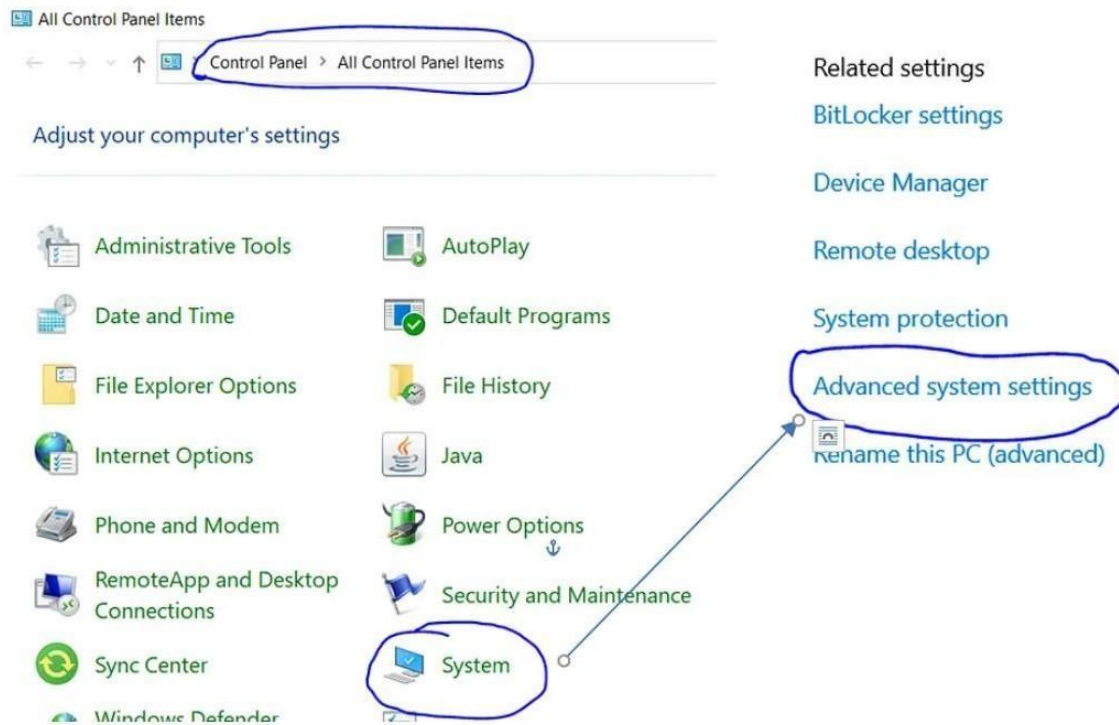 All Control Panel Items
Control Panel > All Control Panel Items
Adjust your computer's settings
Administrative Tools
AutoPlay
Date and Time
Default Programs
File Explorer Options
File History
Internet Options
Java
Phone and Modem
Power Options
RemoteApp and Desktop
Connections
Security and Maintenance
Sync Center
System
Windows Defender
Related settings
BitLocker settings
Device Manager
Remote desktop
System protection
Advanced system settings
Rename this PC (advanced)